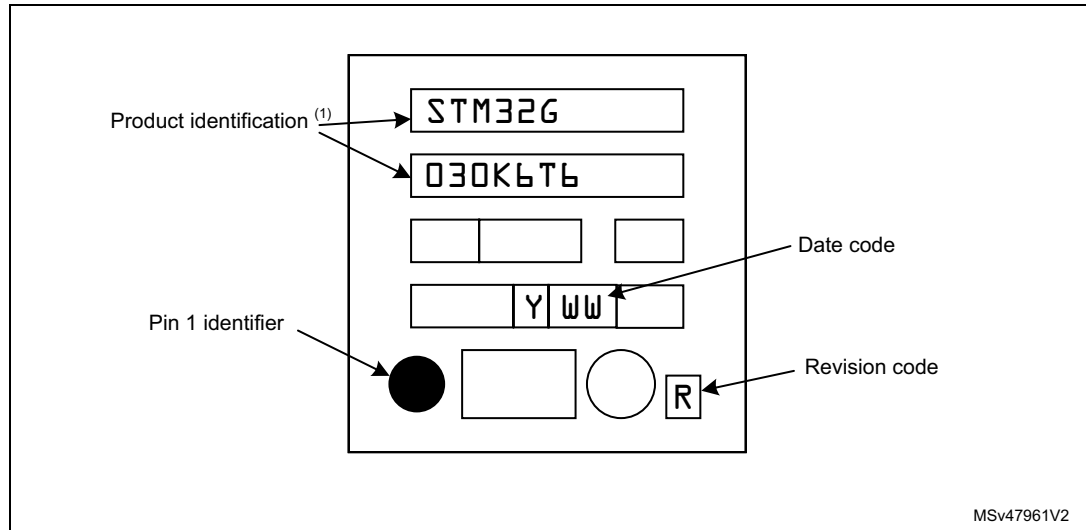 Product identification (1)
STM32G
030K6T6
Date code
Y WW
Pin 1 identifier
Revision code
R
MSv47961V2